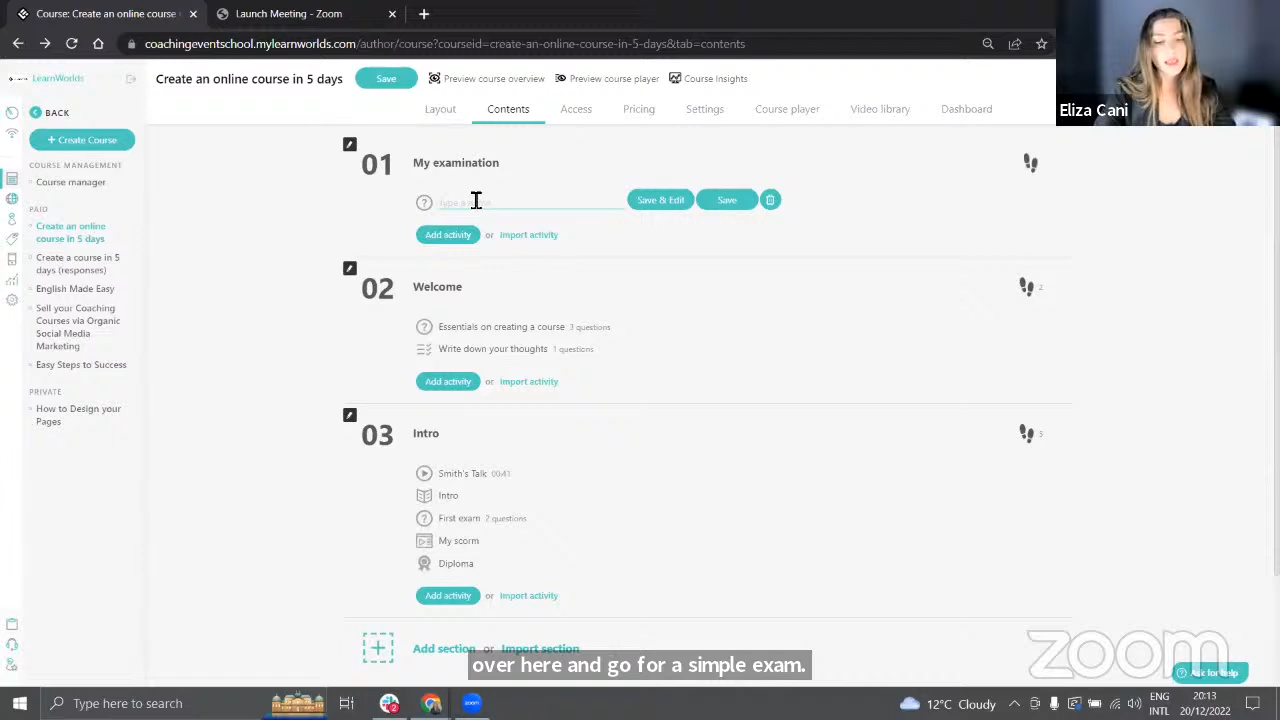 Create an online course in 5 days
Launch Meeting - Zoom
coachingeventschool.mylearnworlds.com/author/course?courseid=create-an-online-course-in-5-days&tab=contents
LearnWorlds
Create an online course in 5 days
Save
Preview course overview
Preview course player
Course Insights
Eliza Cani
BACK
Layout
Contents
Access
Pricing
Settings
Course player
Video library
Dashboard
+ Create Course
COURSE MANAGEMENT
Course manager
PAID
Create an online
course in 5 days
Create a course in 5
days (responses)
English Made Easy
Sell your Coaching
Courses via Organic
Social Media
Marketing
Easy Steps to Success
PRIVATE
How to Design your
Pages
01
My examination
Save & Edit
Save
Add activity or Import activity
02
Welcome
2
Essentials on creating a course 3 questions
Write down your thoughts 1 questions
Add activity or Import activity
03
Intro
5
Smith's Talk 00:41
Intro
First exam 2 questions
My scorm
Diploma
Add activity or Import activity
Add section or Import section
over here and go for a simple exam.
zoom
Ask for help
Type here to search
2
zoom
12°C Cloudy
ENG
INTL
20:13
20/12/2022